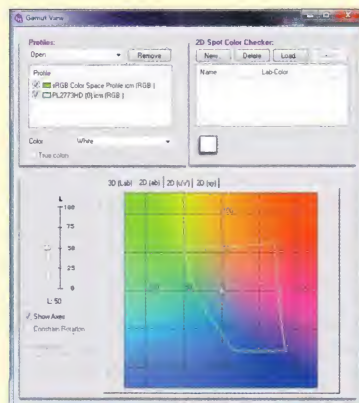 Gamut View
Profiles:
Open
Remove
Profile
sRGB Color Space Profile.icm (RGB )
PL2773HD [0].icm (RGB )
Color
White
True colors
2D Spot Color Checker:
New
Delete
Load
Name
Lab-Color
3D (Lab)
2D (ab)
2D (u'v')
2D (xy)
L
100
75
50
25
0
L: 50
Show Axes
Constrain Rotation